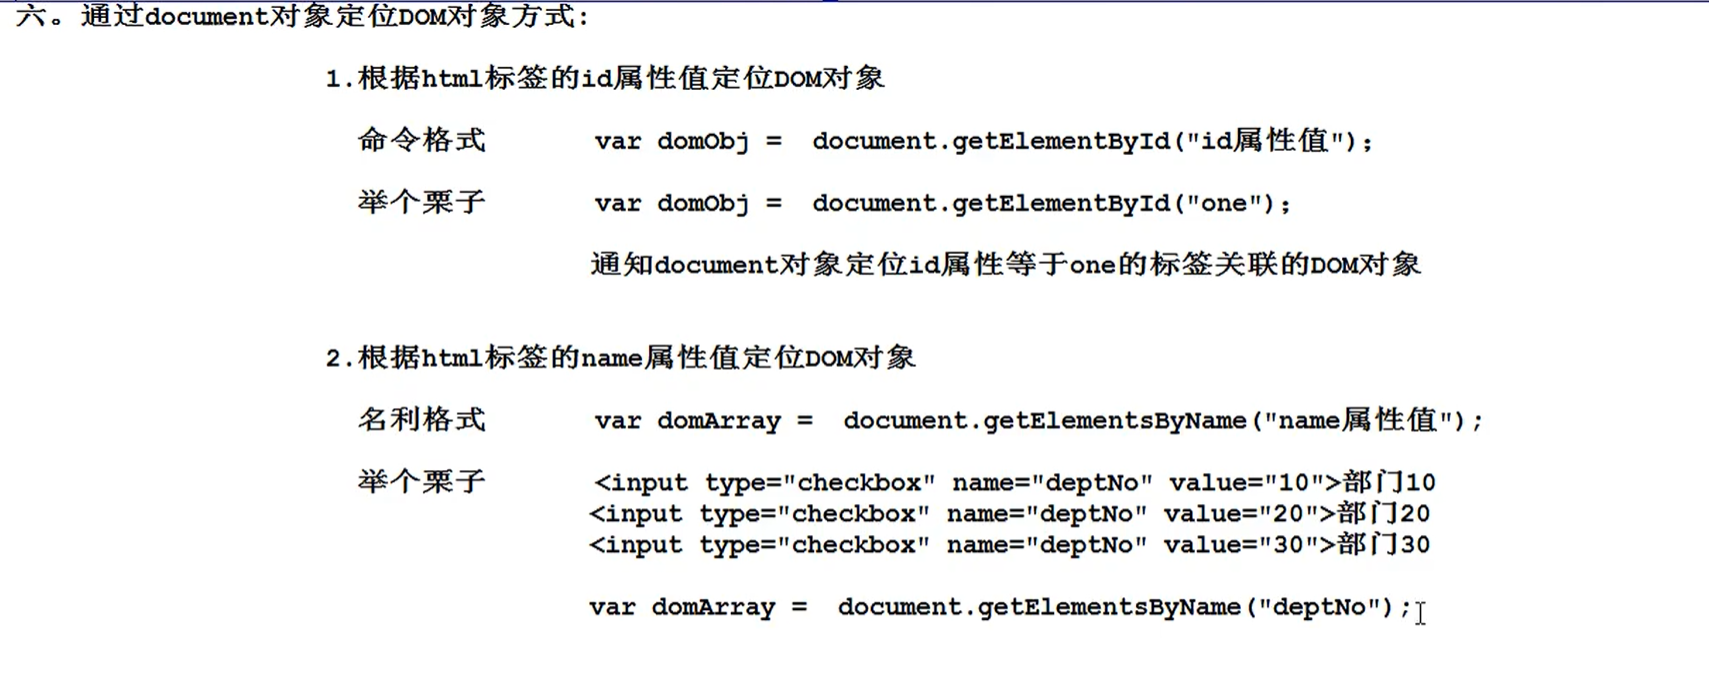 六。通过document对象定位DOM对象方式:
1.根据html标签的id属性值定位DOM对象
命令格式 var domObj = document.getElementById("id属性值");
举个栗子 var domObj = document.getElementById("one");
通知document对象定位id属性等于one的标签关联的DOM对象
2.根据html标签的name属性值定位DOM对象
名利格式 var domArray = document.getElementsByName("name属性值");
举个栗子 <input type="checkbox" name="deptNo" value="10">部门10
<input type="checkbox" name="deptNo" value="20">部门20
<input type="checkbox" name="deptNo" value="30">部门30
var domArray = document.getElementsByName("deptNo");